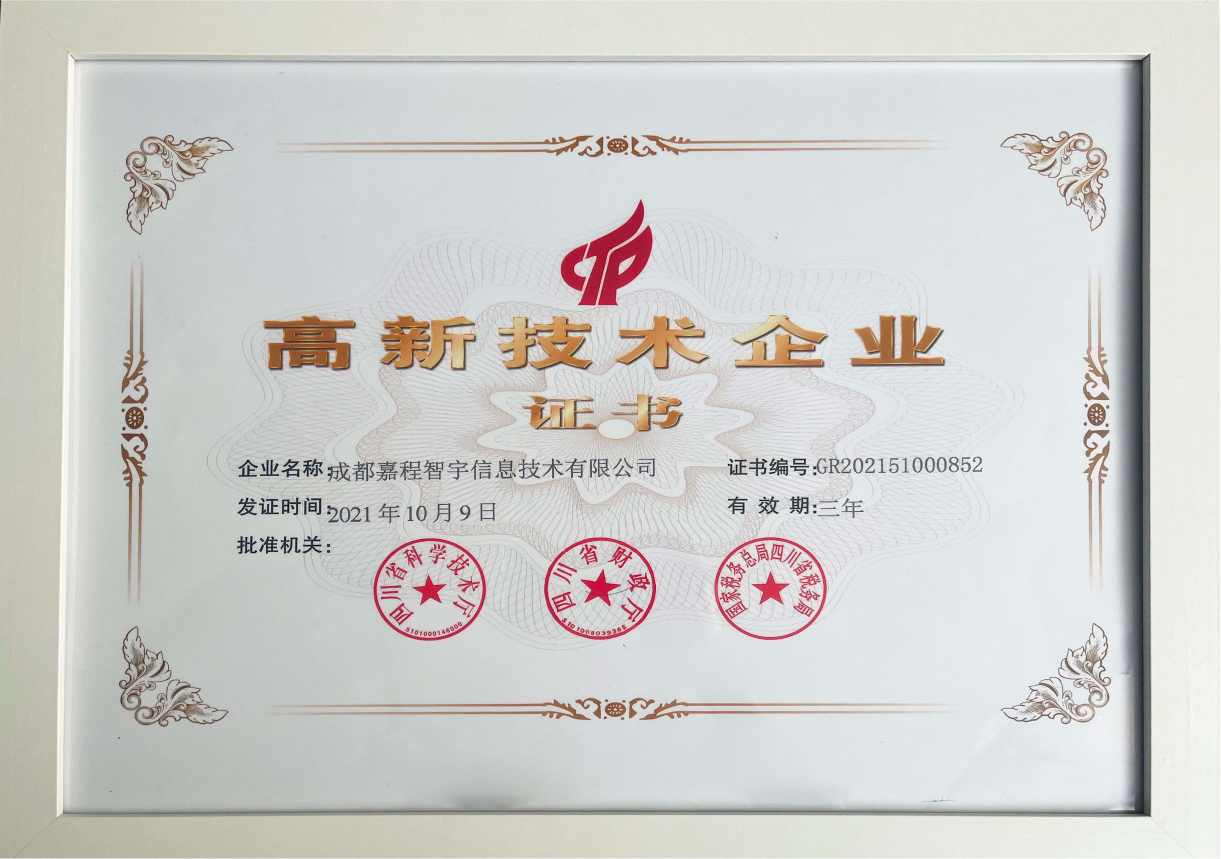 CTP
高新技术企业
证书
企业名称:成都嘉程智宇信息技术有限公司
证书编号:GR202151000852
发证时间:2021年10月9日
有 效 期:三年
批准机关:
四川省科学技术厅
四川省财政厅
国家税务总局四川省税务局